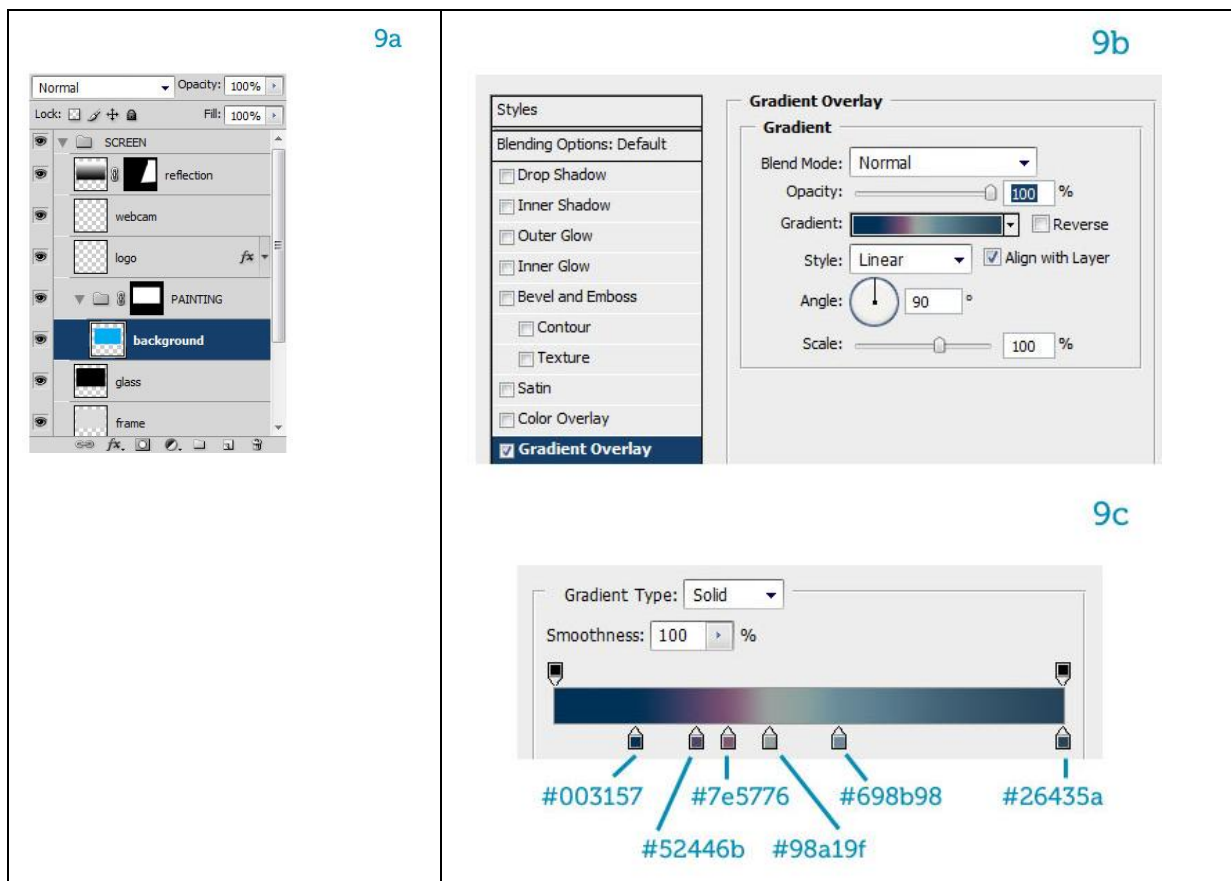 9a
Normal Opacity: 100%
Lock: Fill: 100%
SCREEN
reflection
webcam
logo fx
PAINTING
background
glass
frame
fx.
9b
Styles
Blending Options: Default
Drop Shadow
Inner Shadow
Outer Glow
Inner Glow
Bevel and Emboss
Contour
Texture
Satin
Color Overlay
Gradient Overlay
Gradient Overlay
Gradient
Blend Mode: Normal
Opacity: 100 %
Gradient: Reverse
Style: Linear Align with Layer
Angle: 90 °
Scale: 100 %
9c
Gradient Type: Solid
Smoothness: 100 %
#003157 #7e5776 #698b98 #26435a
#52446b #98a19f